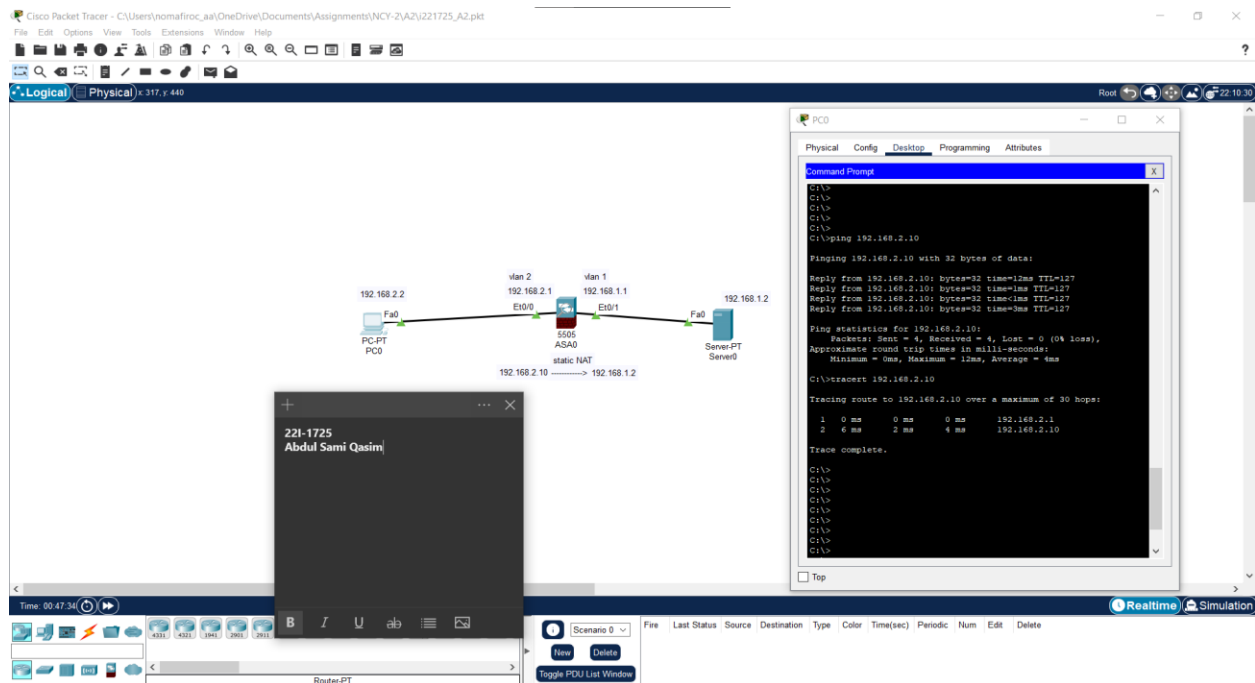 Cisco Packet Tracer - C:\Users\nomafiroc_aa\OneDrive\Documents\Assignments\NCY-2\A2\i221725_A2.pkt
File Edit Options View Tools Extensions Window Help
?
Logical Physical x: 317, y: 440
Root 22:10:30
192.168.2.2
Fa0
PC-PT
PC0
vlan 2
192.168.2.1
Et0/0
vlan 1
192.168.1.1
Et0/1
5505
ASA0
static NAT
192.168.2.10 ------------> 192.168.1.2
192.168.1.2
Fa0
Server-PT
Server0
22I-1725
Abdul Sami Qasim
B I U ab
PC0
Physical Config Desktop Programming Attributes
Command Prompt X
C:\>
C:\>
C:\>
C:\>
C:\>
C:\>ping 192.168.2.10
Pinging 192.168.2.10 with 32 bytes of data:
Reply from 192.168.2.10: bytes=32 time=12ms TTL=127
Reply from 192.168.2.10: bytes=32 time=1ms TTL=127
Reply from 192.168.2.10: bytes=32 time<1ms TTL=127
Reply from 192.168.2.10: bytes=32 time=3ms TTL=127
Ping statistics for 192.168.2.10:
Packets: Sent = 4, Received = 4, Lost = 0 (0% loss),
Approximate round trip times in milli-seconds:
Minimum = 0ms, Maximum = 12ms, Average = 4ms
C:\>tracert 192.168.2.10
Tracing route to 192.168.2.10 over a maximum of 30 hops:
1 0 ms 0 ms 0 ms 192.168.2.1
2 6 ms 2 ms 4 ms 192.168.2.10
Trace complete.
C:\>
C:\>
C:\>
C:\>
C:\>
C:\>
C:\>
C:\>
C:\>
Top
Time: 00:47:34
Realtime Simulation
4331 4321 1941 2901 2911
Router-PT
Scenario 0
New Delete
Toggle PDU List Window
Fire Last Status Source Destination Type Color Time(sec) Periodic Num Edit Delete